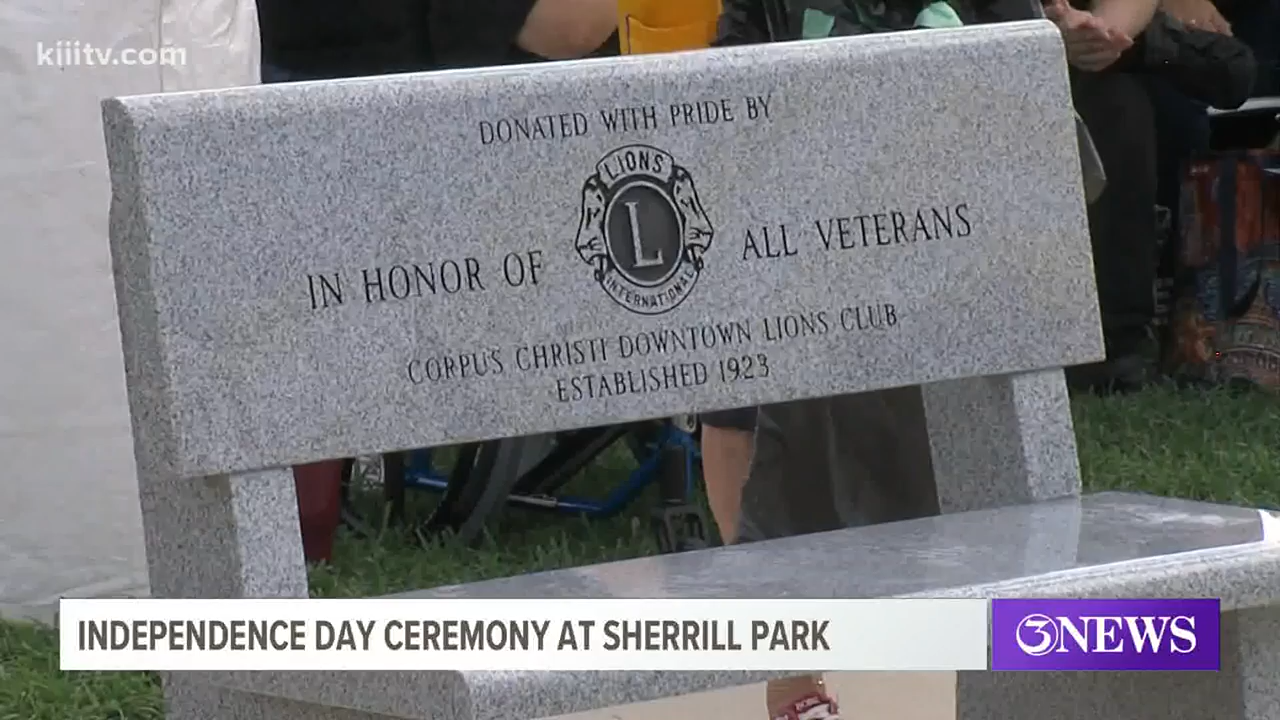 kiiitv.com
DONATED WITH PRIDE BY
LIONS
L
INTERNATIONAL
IN HONOR OF ALL VETERANS
CORPUS CHRISTI DOWNTOWN LIONS CLUB
ESTABLISHED 1923
INDEPENDENCE DAY CEREMONY AT SHERRILL PARK
3NEWS